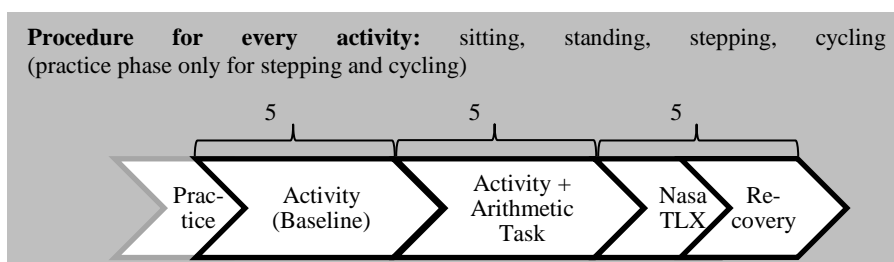 Procedure for every activity: sitting, standing, stepping, cycling
(practice phase only for stepping and cycling)
5 5 5
Prac-
tice
Activity
(Baseline)
Activity +
Arithmetic
Task
Nasa
TLX
Re-
covery